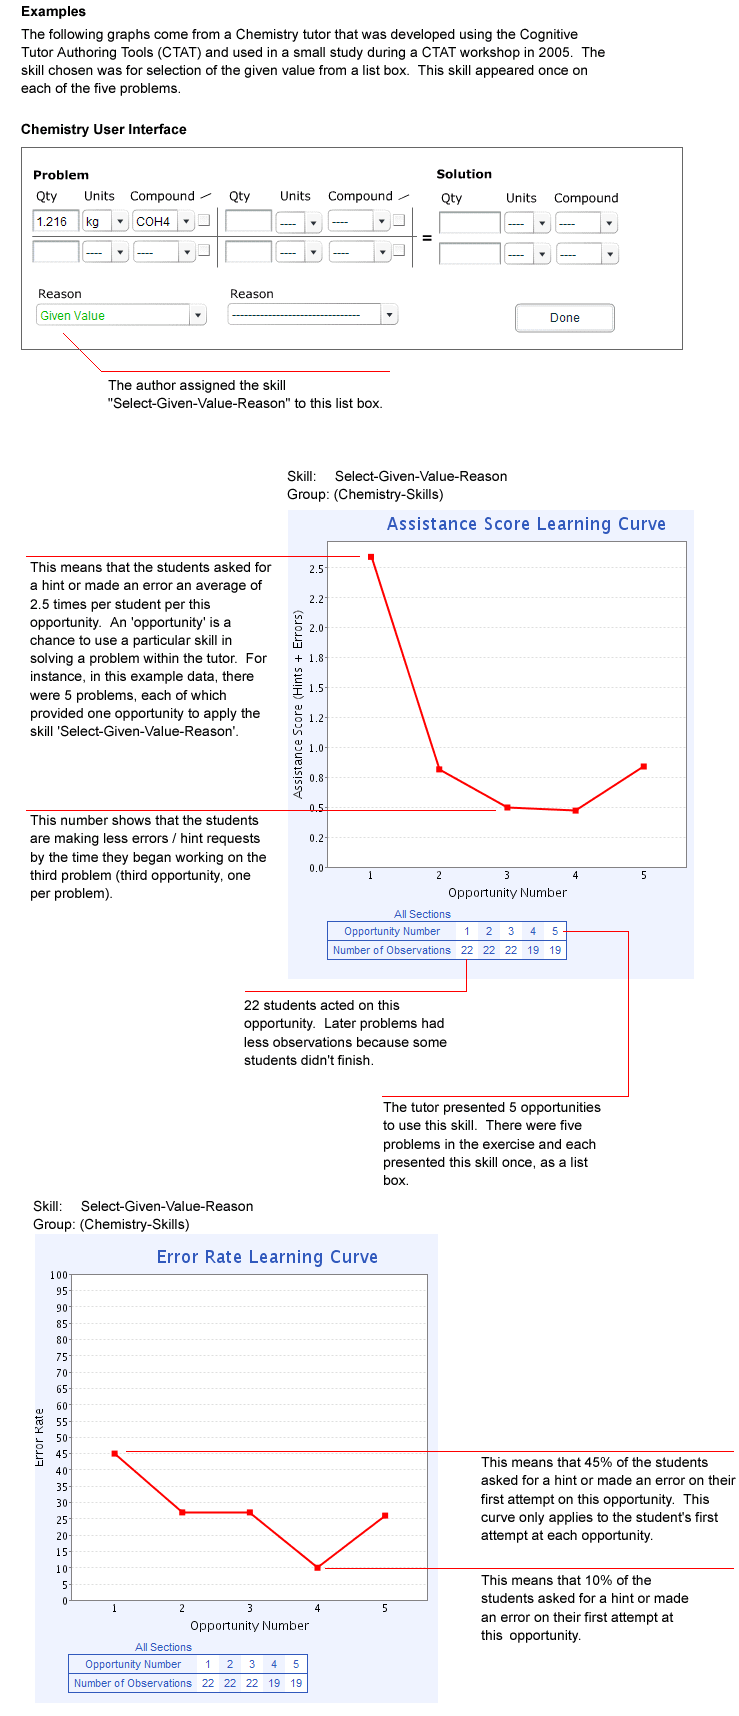 Examples
The following graphs come from a Chemistry tutor that was developed using the Cognitive
Tutor Authoring Tools (CTAT) and used in a small study during a CTAT workshop in 2005.  The
skill chosen was for selection of the given value from a list box.  This skill appeared once on
each of the five problems.
Chemistry User Interface
Problem
Qty Units Compound Qty Units Compound
1.216 kg COH4 ---- ----
---- ---- ---- ----
Reason Reason
Given Value --------------------------------
=
Solution
Qty Units Compound
---- ----
---- ----
Done
The author assigned the skill
"Select-Given-Value-Reason" to this list box.
Skill: Select-Given-Value-Reason
Group: (Chemistry-Skills)
Assistance Score Learning Curve
Assistance Score (Hints + Errors)
2.5
2.2
2.0
1.8
1.5
1.2
1.0
0.8
0.5
0.2
0.0
1 2 3 4 5
Opportunity Number
All Sections
Opportunity Number 1 2 3 4 5
Number of Observations 22 22 22 19 19
This means that the students asked for
a hint or made an error an average of
2.5 times per student per this
opportunity.  An 'opportunity' is a
chance to use a particular skill in
solving a problem within the tutor.  For
instance, in this example data, there
were 5 problems, each of which
provided one opportunity to apply the
skill 'Select-Given-Value-Reason'.
This number shows that the students
are making less errors / hint requests
by the time they began working on the
third problem (third opportunity, one
per problem).
22 students acted on this
opportunity.  Later problems had
less observations because some
students didn't finish.
The tutor presented 5 opportunities
to use this skill.  There were five
problems in the exercise and each
presented this skill once, as a list
box.
Skill: Select-Given-Value-Reason
Group: (Chemistry-Skills)
Error Rate Learning Curve
Error Rate
100
95
90
85
80
75
70
65
60
55
50
45
40
35
30
25
20
15
10
5
0
1 2 3 4 5
Opportunity Number
All Sections
Opportunity Number 1 2 3 4 5
Number of Observations 22 22 22 19 19
This means that 45% of the students
asked for a hint or made an error on their
first attempt on this opportunity.  This
curve only applies to the student's first
attempt at each opportunity.
This means that 10% of the
students asked for a hint or made
an error on their first attempt at
this  opportunity.